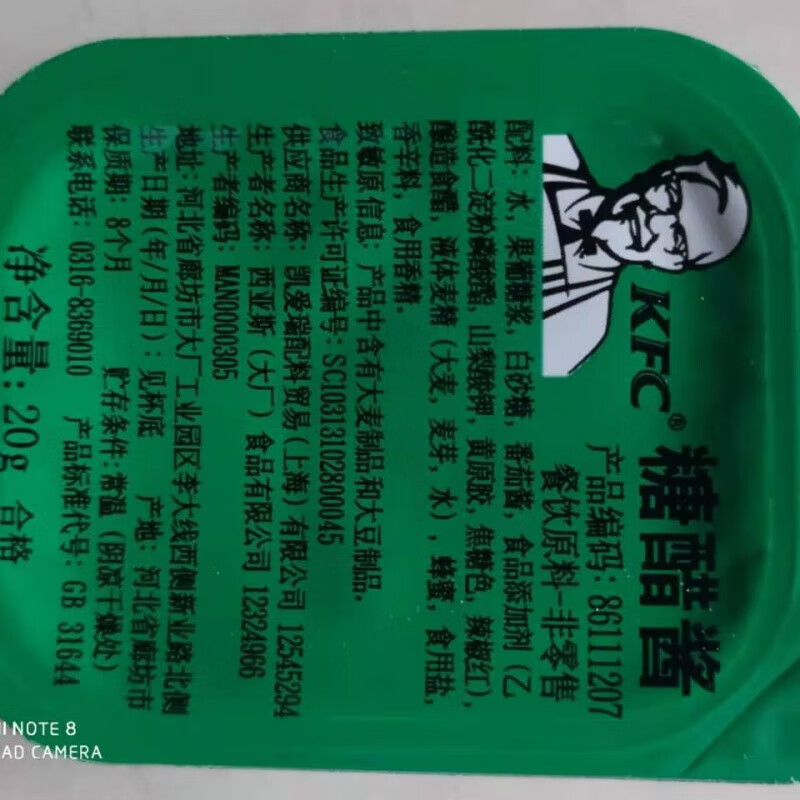 KFC®
糖醋酱
产品编码：86111207
餐饮原料-非零售
配料：水，果葡糖浆，白砂糖，番茄酱，食品添加剂（乙
酰化二淀粉磷酸酯，山梨酸钾，黄原胶，焦糖色，辣椒红），
酿造食醋，液体麦精（大麦，麦芽，水），蜂蜜，食用盐，
香辛料，食用香精。
致敏原信息：产品中含有大麦制品和大豆制品。
食品生产许可证编号：SC10313102800045
供应商名称：凯爱瑞配料贸易（上海）有限公司 12545294
生产者名称：西亚斯（大厂）食品有限公司 12324966
生产者编码：MAN0000305
地址：河北省廊坊市大厂工业园区李大线西侧新业路北侧
生产日期（年/月/日）：见杯底 产地：河北省廊坊市
保质期：8个月 贮存条件：常温（阴凉干燥处）
联系电话：0316-8369010 产品标准代号：GB 31644
净含量：20g 合格
I NOTE 8
AD CAMERA